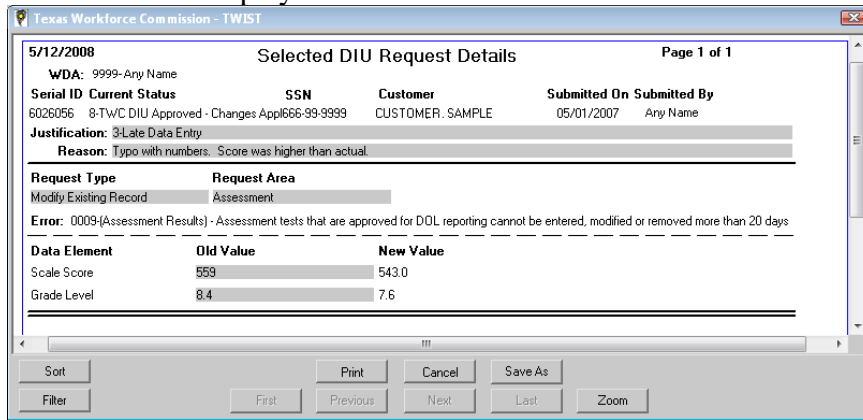 Texas Workforce Commission - TWIST
5/12/2008 Selected DIU Request Details Page 1 of 1
WDA: 9999-Any Name
Serial ID Current Status SSN Customer Submitted On Submitted By
6026056 8-TWC DIU Approved - Changes Appl666-99-9999 CUSTOMER. SAMPLE 05/01/2007 Any Name
Justification: 3-Late Data Entry
Reason: Typo with numbers. Score was higher than actual.
Request Type Request Area
Modify Existing Record Assessment
Error: 0009-(Assessment Results) - Assessment tests that are approved for DOL reporting cannot be entered, modified or removed more than 20 days
Data Element Old Value New Value
Scale Score 559 543.0
Grade Level 8.4 7.6
Sort Print Cancel Save As
Filter First Previous Next Last Zoom